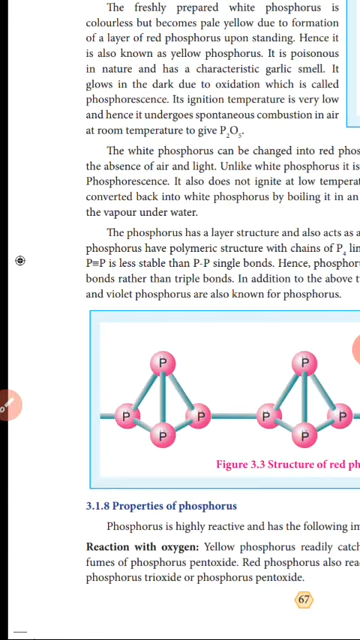 The freshly prepared white phosphorus is
colourless but becomes pale yellow due to formation
of a layer of red phosphorus upon standing. Hence it
is also known as yellow phosphorus. It is poisonous
in nature and has a characteristic garlic smell. It
glows in the dark due to oxidation which is called
phosphorescence. Its ignition temperature is very low
and hence it undergoes spontaneous combustion in air
at room temperature to give P₂O₅.
The white phosphorus can be changed into red phos
the absence of air and light. Unlike white phosphorus it is
Phosphorescence. It also does not ignite at low temperat
converted back into white phosphorus by boiling it in an
the vapour under water.
The phosphorus has a layer structure and also acts as a
phosphorus have polymeric structure with chains of P₄ lin
P≡P is less stable than P-P single bonds. Hence, phosphor
bonds rather than triple bonds. In addition to the above t
and violet phosphorus are also known for phosphorus.
P P
P P P P
P P
Figure 3.3 Structure of red ph
3.1.8 Properties of phosphorus
Phosphorus is highly reactive and has the following im
Reaction with oxygen: Yellow phosphorus readily catc
fumes of phosphorus pentoxide. Red phosphorus also rea
phosphorus trioxide or phosphorus pentoxide.
67